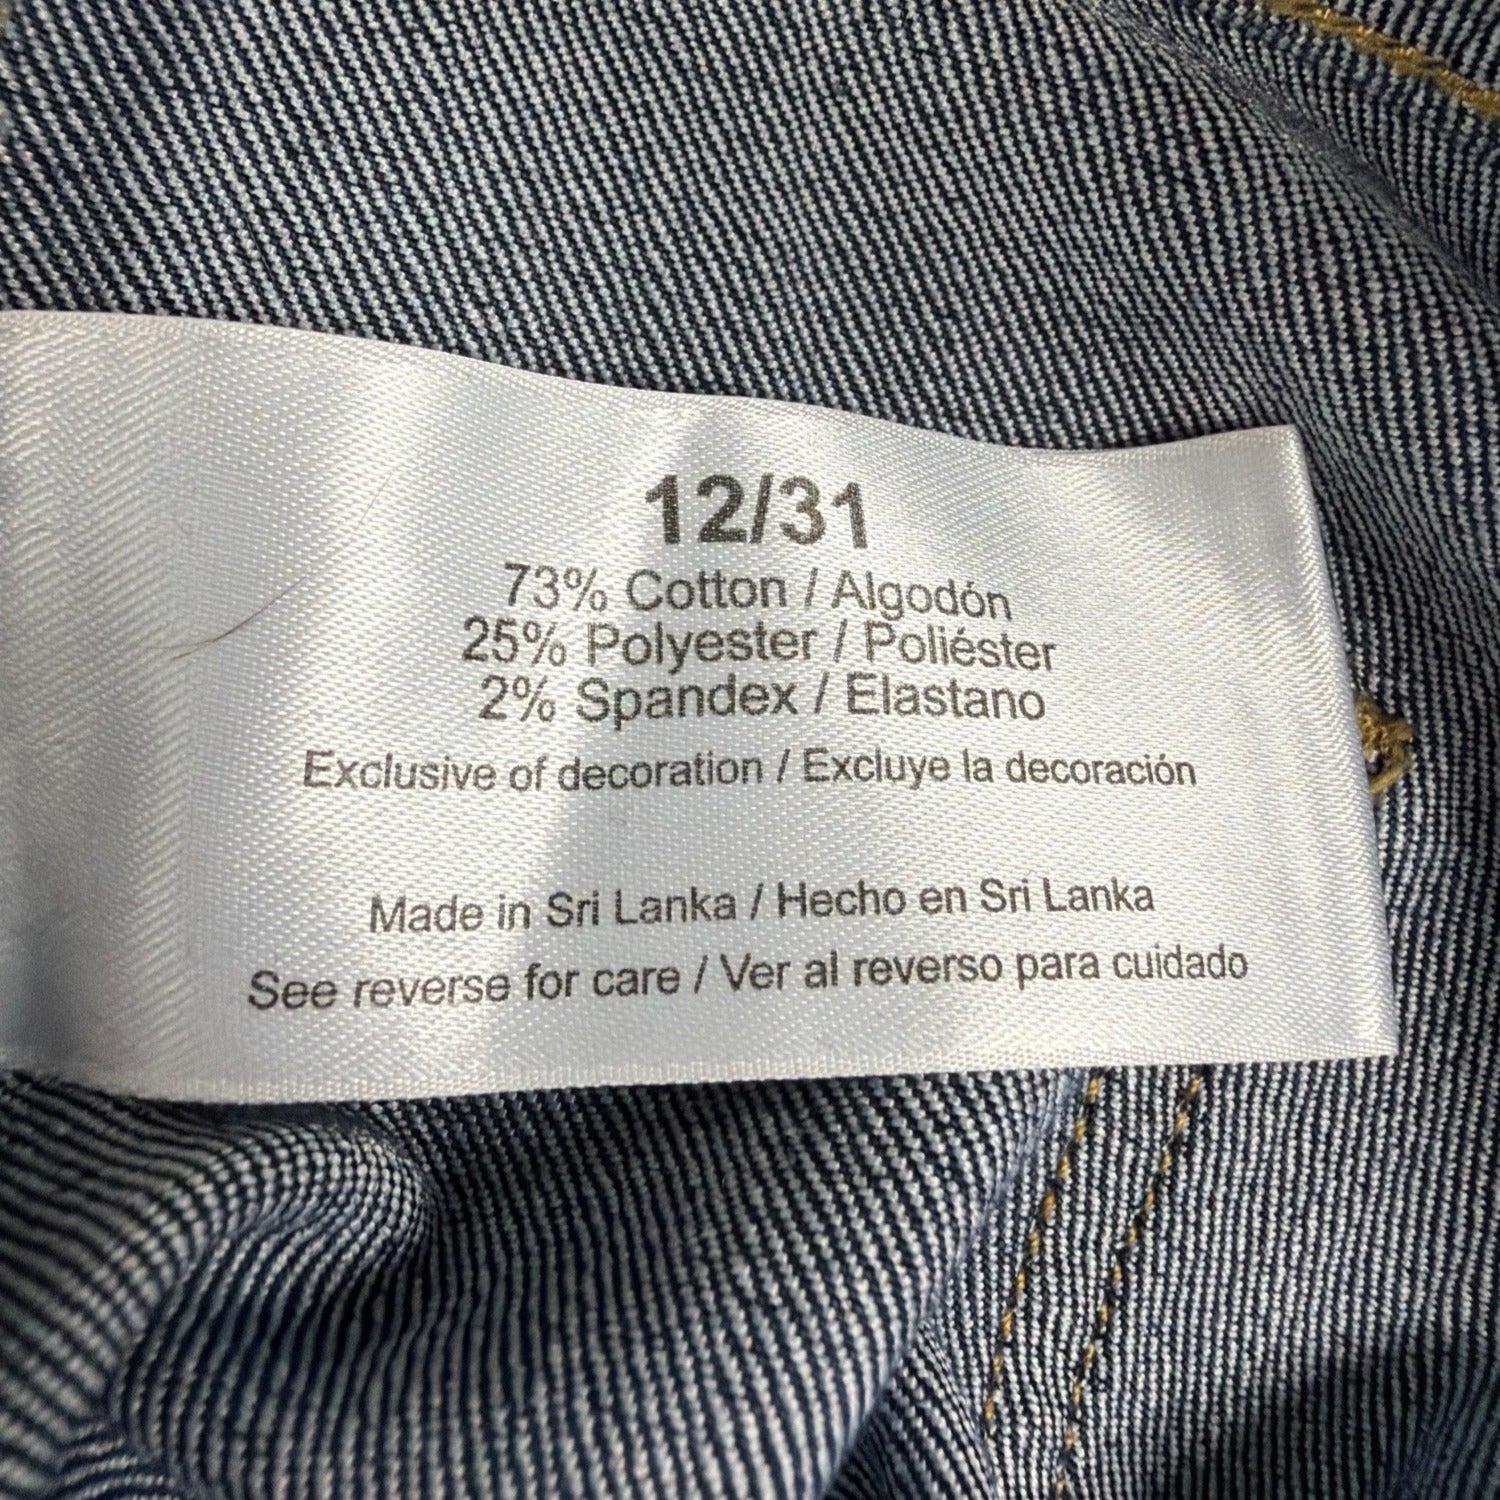 12/31
73% Cotton / Algodón
25% Polyester / Poliéster
2% Spandex / Elastano
Exclusive of decoration / Excluye la decoración
Made in Sri Lanka / Hecho en Sri Lanka
See reverse for care / Ver al reverso para cuidado